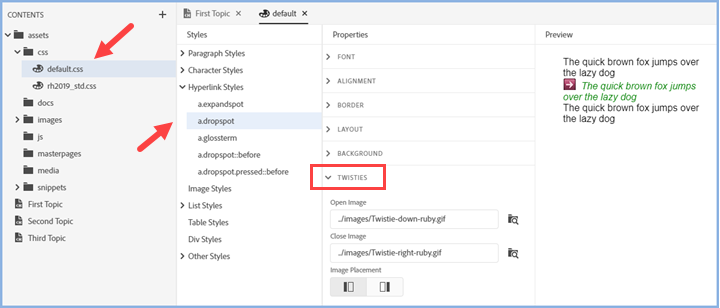 CONTENTS
assets
css
default.css
rh2019_std.css
docs
images
js
masterpages
media
snippets
First Topic
Second Topic
Third Topic
First Topic
default
Styles
Paragraph Styles
Character Styles
Hyperlink Styles
a.expandspot
a.dropspot
a.glossterm
a.dropspot::before
a.dropspot.pressed::before
Image Styles
List Styles
Table Styles
Div Styles
Other Styles
Properties
FONT
ALIGNMENT
BORDER
LAYOUT
BACKGROUND
TWISTIES
Open Image
../images/Twistie-down-ruby.gif
Close Image
../images/Twistie-right-ruby.gif
Image Placement
Preview
The quick brown fox jumps over
the lazy dog
The quick brown fox jumps
over the lazy dog
The quick brown fox jumps over
the lazy dog